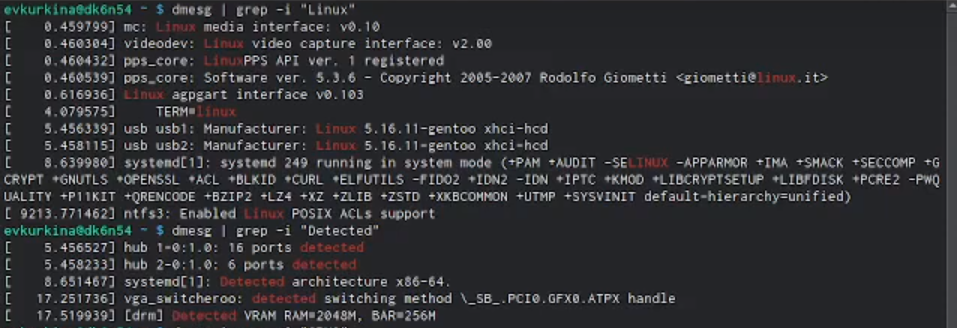 evkurkina@dk6n54 ~ $ dmesg | grep -i "Linux"
[    0.459799] mc: Linux media interface: v0.10
[    0.460304] videodev: Linux video capture interface: v2.00
[    0.460432] pps_core: LinuxPPS API ver. 1 registered
[    0.460539] pps_core: Software ver. 5.3.6 - Copyright 2005-2007 Rodolfo Giometti <giometti@linux.it>
[    0.616936] Linux agpgart interface v0.103
[    4.079575]     TERM=linux
[    5.456339] usb usb1: Manufacturer: Linux 5.16.11-gentoo xhci-hcd
[    5.458115] usb usb2: Manufacturer: Linux 5.16.11-gentoo xhci-hcd
[    8.639980] systemd[1]: systemd 249 running in system mode (+PAM +AUDIT -SELINUX -APPARMOR +IMA +SMACK +SECCOMP +G
CRYPT +GNUTLS +OPENSSL +ACL +BLKID +CURL +ELFUTILS -FIDO2 +IDN2 -IDN +IPTC +KMOD +LIBCRYPTSETUP +LIBFDISK +PCRE2 -PWQ
UALITY +P11KIT +QRENCODE +BZIP2 +LZ4 +XZ +ZLIB +ZSTD +XKBCOMMON +UTMP +SYSVINIT default-hierarchy=unified)
[ 9213.771462] ntfs3: Enabled Linux POSIX ACLs support
evkurkina@dk6n54 ~ $ dmesg | grep -i "Detected"
[    5.456527] hub 1-0:1.0: 16 ports detected
[    5.458233] hub 2-0:1.0: 6 ports detected
[    8.651467] systemd[1]: Detected architecture x86-64.
[   17.251736] vga_switcheroo: detected switching method \_SB_.PCI0.GFX0.ATPX handle
[   17.519939] [drm] Detected VRAM RAM=2048M, BAR=256M